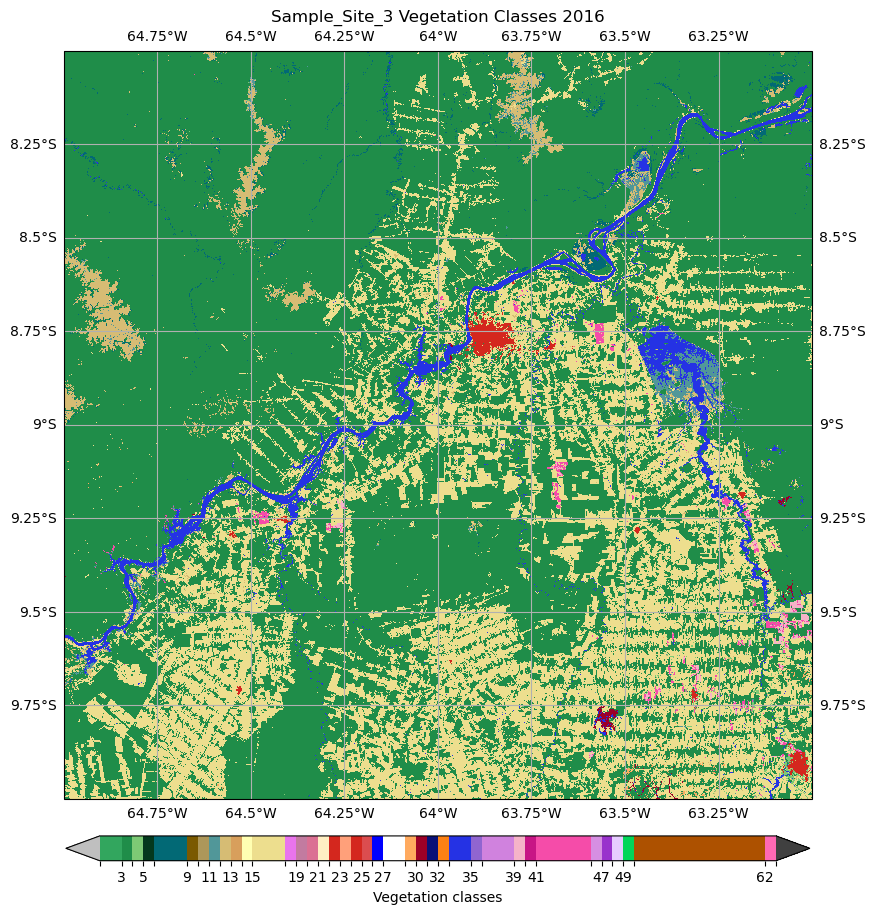 Sample_Site_3 Vegetation Classes 2016
64.75°W 64.5°W 64.25°W 64°W 63.75°W 63.5°W 63.25°W
8.25°S 8.25°S
8.5°S 8.5°S
8.75°S 8.75°S
9°S 9°S
9.25°S 9.25°S
9.5°S 9.5°S
9.75°S 9.75°S
64.75°W 64.5°W 64.25°W 64°W 63.75°W 63.5°W 63.25°W
3 5 9 11 13 15 19 21 23 25 27 30 32 35 39 41 47 49 62
Vegetation classes